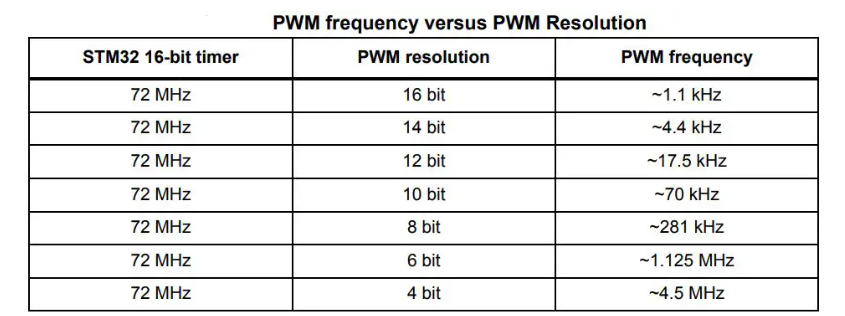 PWM frequency versus PWM Resolution
STM32 16-bit timer PWM resolution PWM frequency
72 MHz 16 bit ~1.1 kHz
72 MHz 14 bit ~4.4 kHz
72 MHz 12 bit ~17.5 kHz
72 MHz 10 bit ~70 kHz
72 MHz 8 bit ~281 kHz
72 MHz 6 bit ~1.125 MHz
72 MHz 4 bit ~4.5 MHz